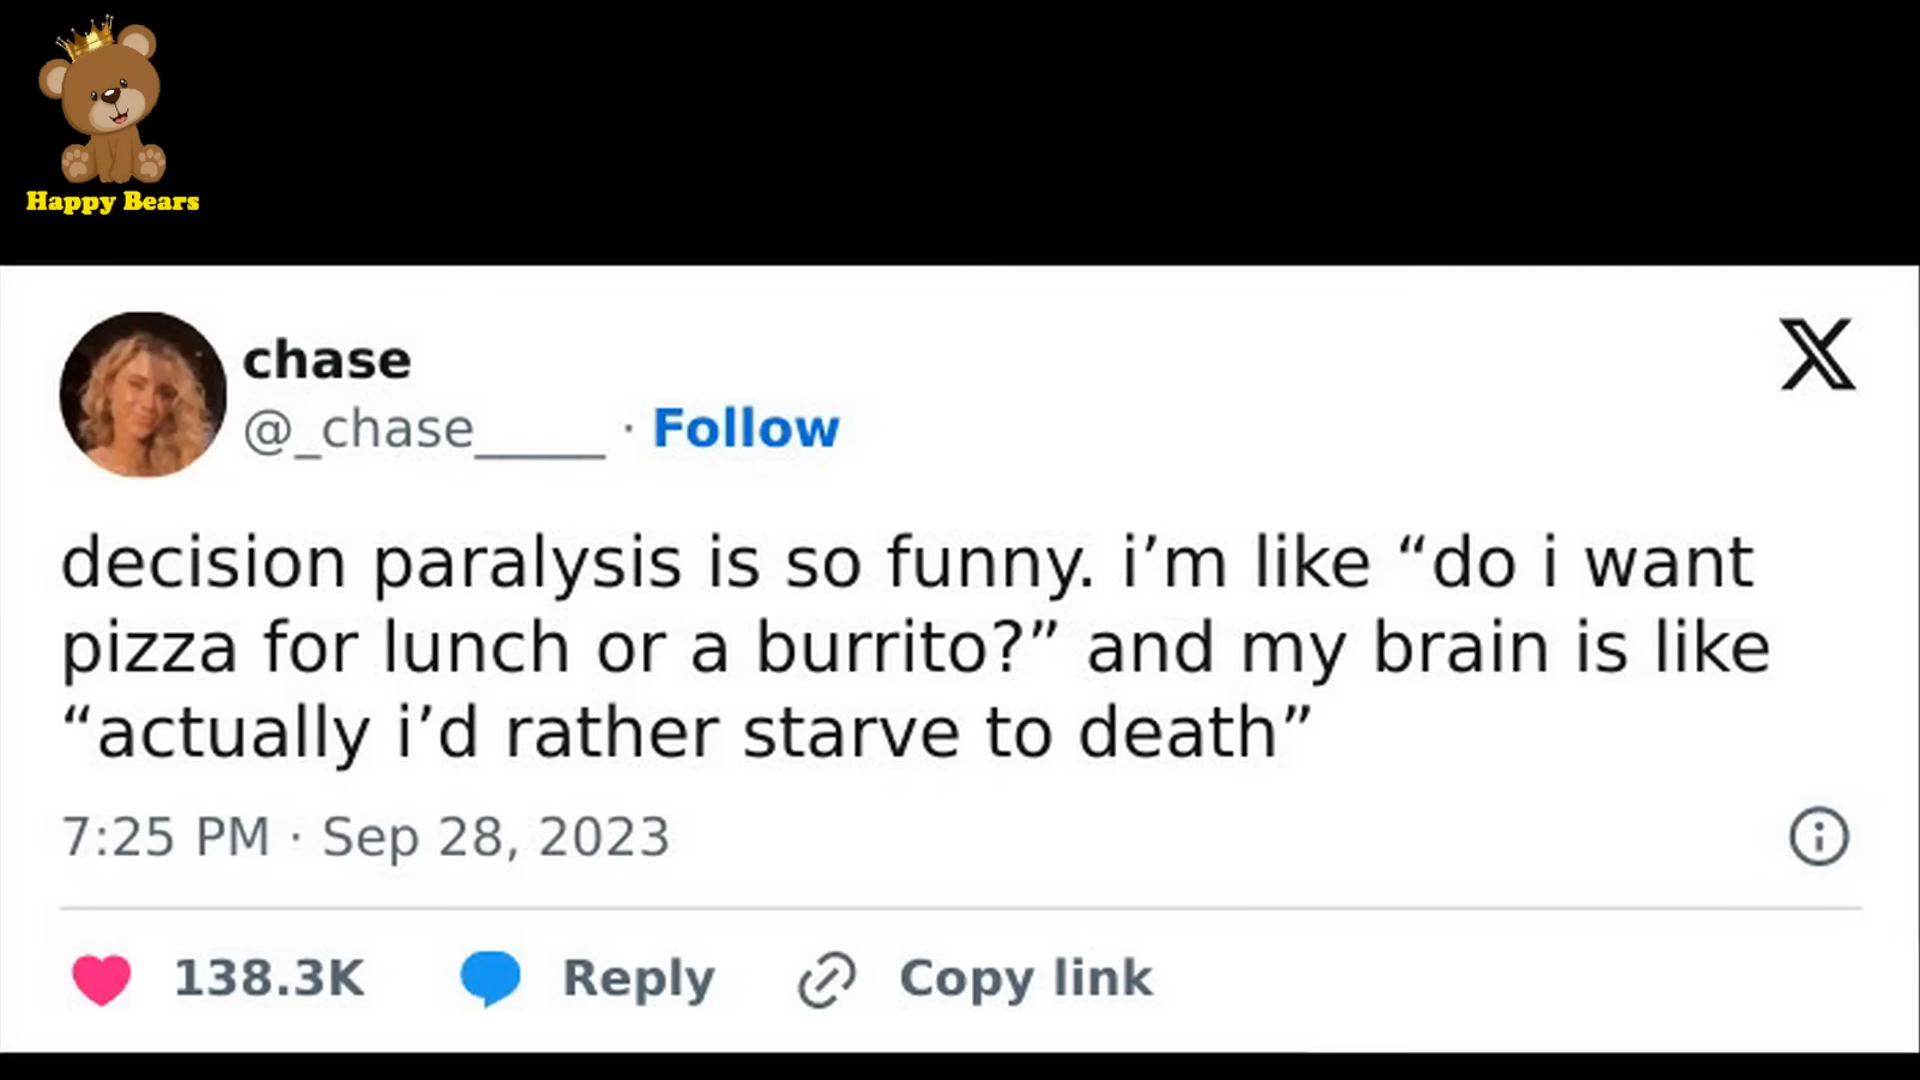 Happy Bears
chase
@_chase_____ · Follow
decision paralysis is so funny. i’m like “do i want
pizza for lunch or a burrito?” and my brain is like
“actually i’d rather starve to death”
7:25 PM · Sep 28, 2023
138.3K Reply Copy link